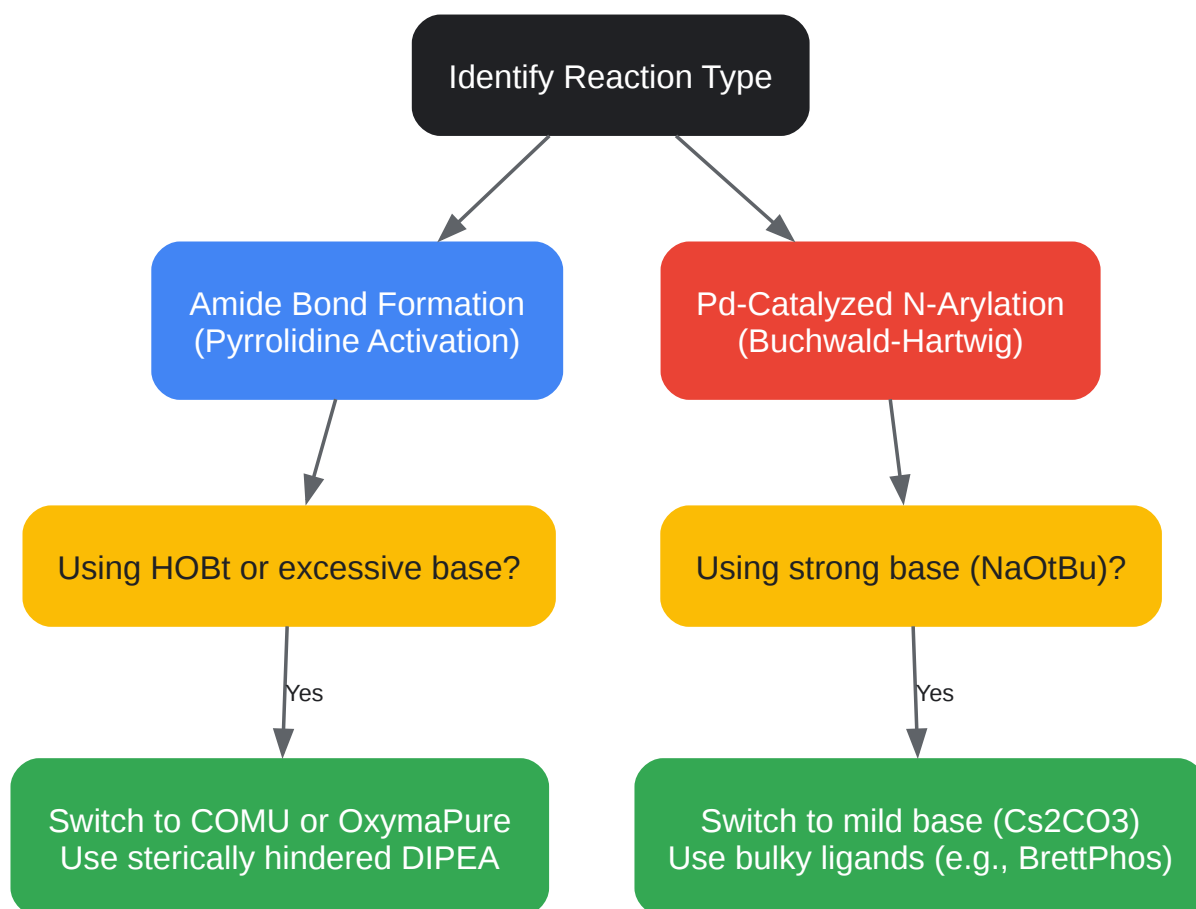 Identify Reaction Type
Amide Bond Formation
(Pyrrolidine Activation)
Pd-Catalyzed N-Arylation
(Buchwald-Hartwig)
Using HOBt or excessive base?
Using strong base (NaOtBu)?
Yes
Yes
Switch to COMU or OxymaPure
Use sterically hindered DIPEA
Switch to mild base (Cs2CO3)
Use bulky ligands (e.g., BrettPhos)